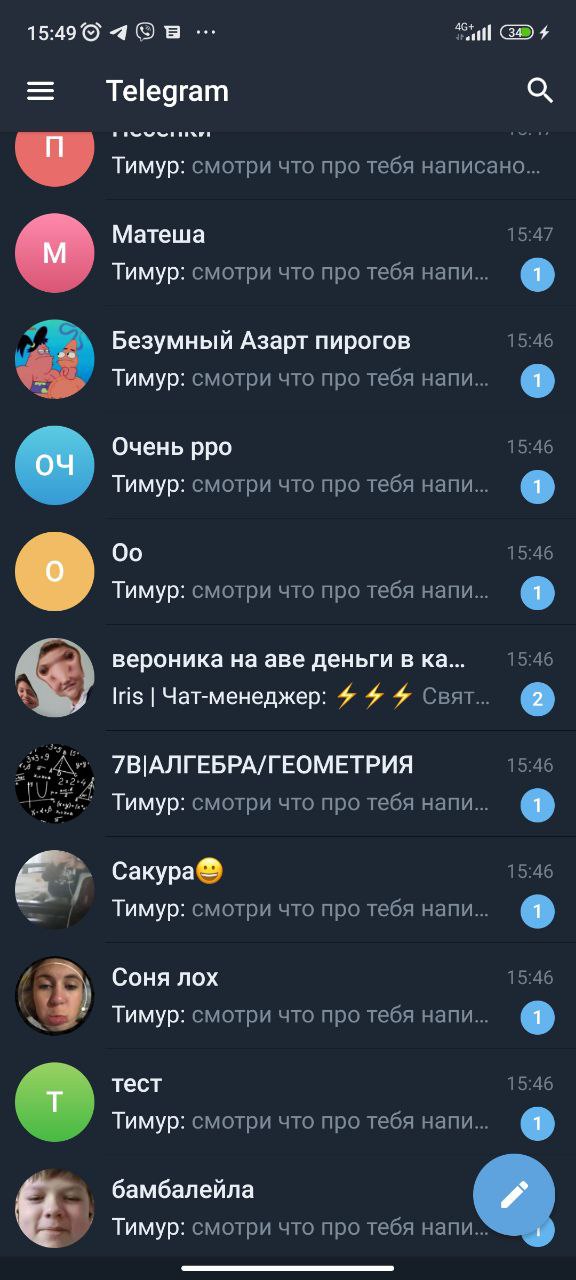 15:49
4G+
34
Telegram
П
Тимур: смотри что про тебя написано...
М
Матеша
15:47
Тимур: смотри что про тебя напи...
1
Безумный Азарт пирогов
15:46
Тимур: смотри что про тебя напи...
1
ОЧ
Очень рро
15:46
Тимур: смотри что про тебя напи...
1
О
Оо
15:46
Тимур: смотри что про тебя напи...
1
вероника на аве деньги в ка...
15:46
Iris | Чат-менеджер: ⚡⚡⚡ Свят...
2
7В|АЛГЕБРА/ГЕОМЕТРИЯ
15:46
Тимур: смотри что про тебя напи...
1
Сакура😀
15:46
Тимур: смотри что про тебя напи...
1
Соня лох
15:46
Тимур: смотри что про тебя напи...
1
Т
тест
15:46
Тимур: смотри что про тебя напи...
1
бамбалейла
Тимур: смотри что про тебя напи...
1